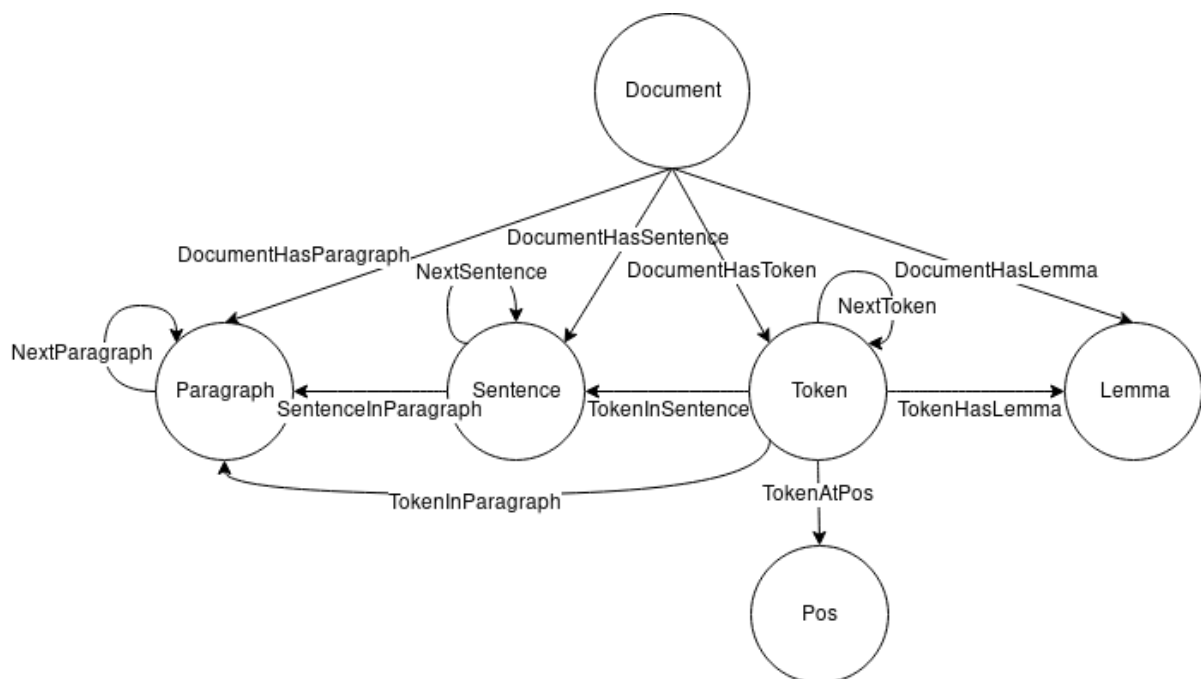 Document
DocumentHasParagraph
DocumentHasSentence
DocumentHasToken
DocumentHasLemma
NextSentence
NextToken
NextParagraph
Paragraph
Sentence
Token
Lemma
SentenceInParagraph
TokenInSentence
TokenHasLemma
TokenInParagraph
TokenAtPos
Pos